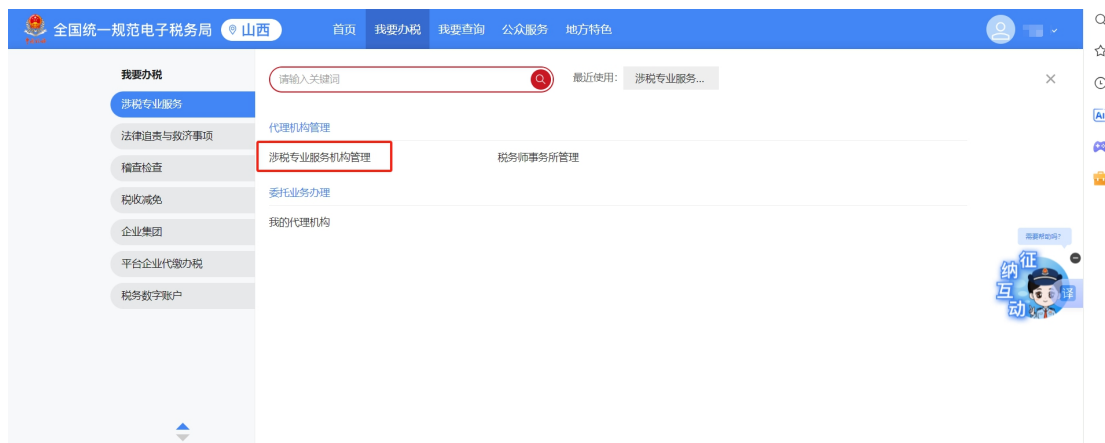 全国统一规范电子税务局 山西 首页 我要办税 我要查询 公众服务 地方特色
我要办税
涉税专业服务
法律追责与救济事项
稽查检查
税收减免
企业集团
平台企业代缴办税
税务数字账户
请输入关键词 最近使用: 涉税专业服务...
代理机构管理
涉税专业服务机构管理 税务师事务所管理
委托业务办理
我的代理机构
需要帮助吗?
征纳互动
译